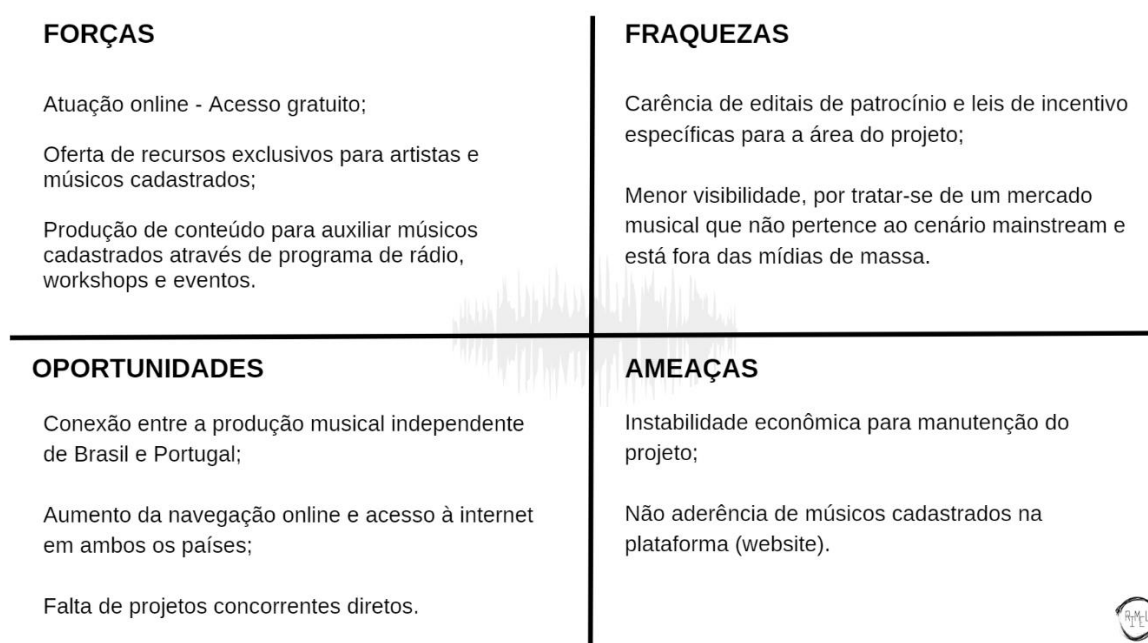 FORÇAS
Atuação online - Acesso gratuito;
Oferta de recursos exclusivos para artistas e
músicos cadastrados;
Produção de conteúdo para auxiliar músicos
cadastrados através de programa de rádio,
workshops e eventos.
FRAQUEZAS
Carência de editais de patrocínio e leis de incentivo
específicas para a área do projeto;
Menor visibilidade, por tratar-se de um mercado
musical que não pertence ao cenário mainstream e
está fora das mídias de massa.
OPORTUNIDADES
Conexão entre a produção musical independente
de Brasil e Portugal;
Aumento da navegação online e acesso à internet
em ambos os países;
Falta de projetos concorrentes diretos.
AMEAÇAS
Instabilidade econômica para manutenção do
projeto;
Não aderência de músicos cadastrados na
plataforma (website).